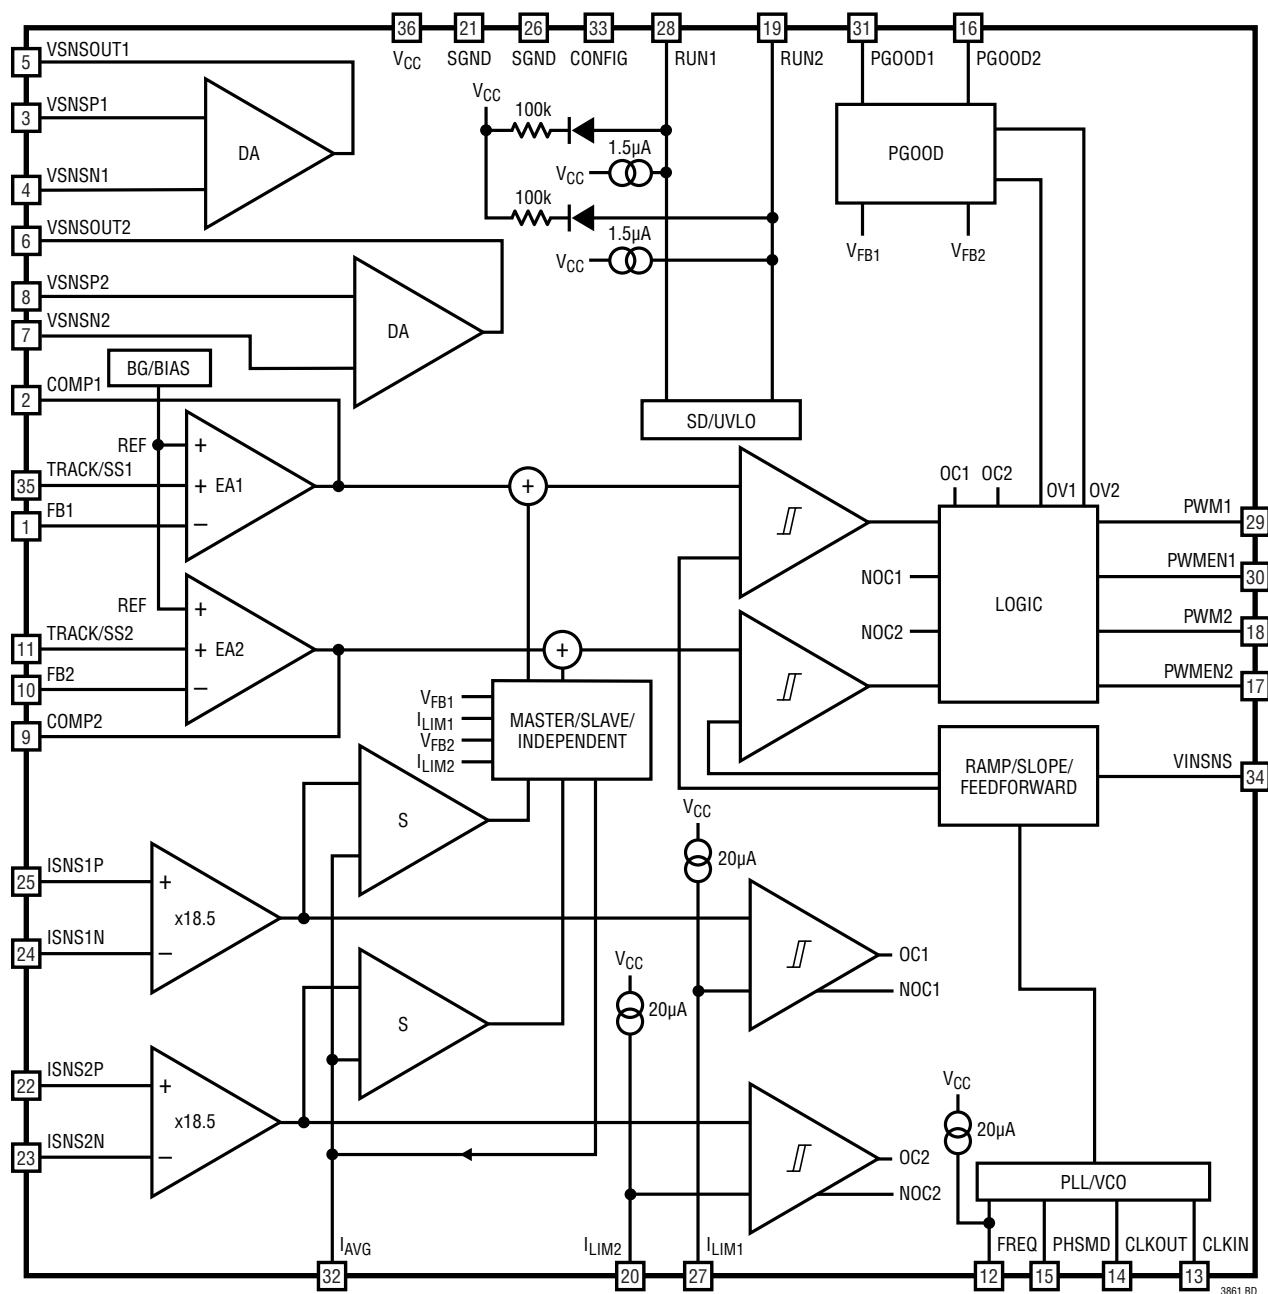 36 21 26 33 28 19 31 16
VCC SGND SGND CONFIG RUN1 RUN2 PGOOD1 PGOOD2
5 VSNSOUT1
3 VSNSP1
DA
4 VSNSN1
6 VSNSOUT2
8 VSNSP2
DA
7 VSNSN2
VCC 100k
1.5µA
VCC
100k
1.5µA
VCC
PGOOD
VFB1 VFB2
BG/BIAS
2 COMP1
REF +
35 TRACK/SS1 + EA1
1 FB1 −
REF +
11 TRACK/SS2 + EA2
10 FB2 −
9 COMP2
SD/UVLO
+
+
OC1 OC2 OV1 OV2
NOC1
NOC2
LOGIC
PWM1 29
PWMEN1 30
PWM2 18
PWMEN2 17
VFB1
ILIM1
VFB2
ILIM2
MASTER/SLAVE/
INDEPENDENT
RAMP/SLOPE/
FEEDFORWARD
VINSNS 34
S
VCC
20µA
25 ISNS1P +
x18.5
24 ISNS1N −
OC1
NOC1
S
VCC
20µA
22 ISNS2P +
x18.5
23 ISNS2N −
OC2
NOC2
VCC
20µA
PLL/VCO
IAVG ILIM2 ILIM1 FREQ PHSMD CLKOUT CLKIN
32 20 27 12 15 14 13
3861 BD